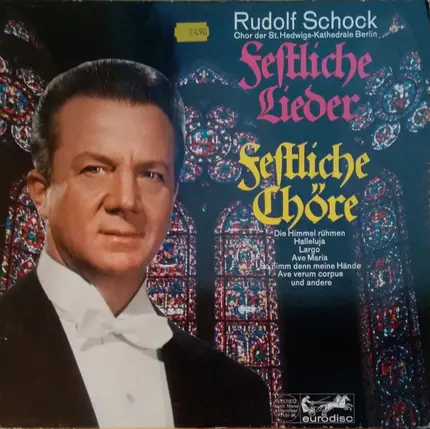 Rudolf Schock
Chor der St. Hedwigs-Kathedrale Berlin
Festliche
Lieder
Festliche
Chöre
Die Himmel rühmen
Halleluja
Largo
Ave Maria
So nimm denn meine Hände
Ave verum corpus
und andere
STEREO
eurodisc